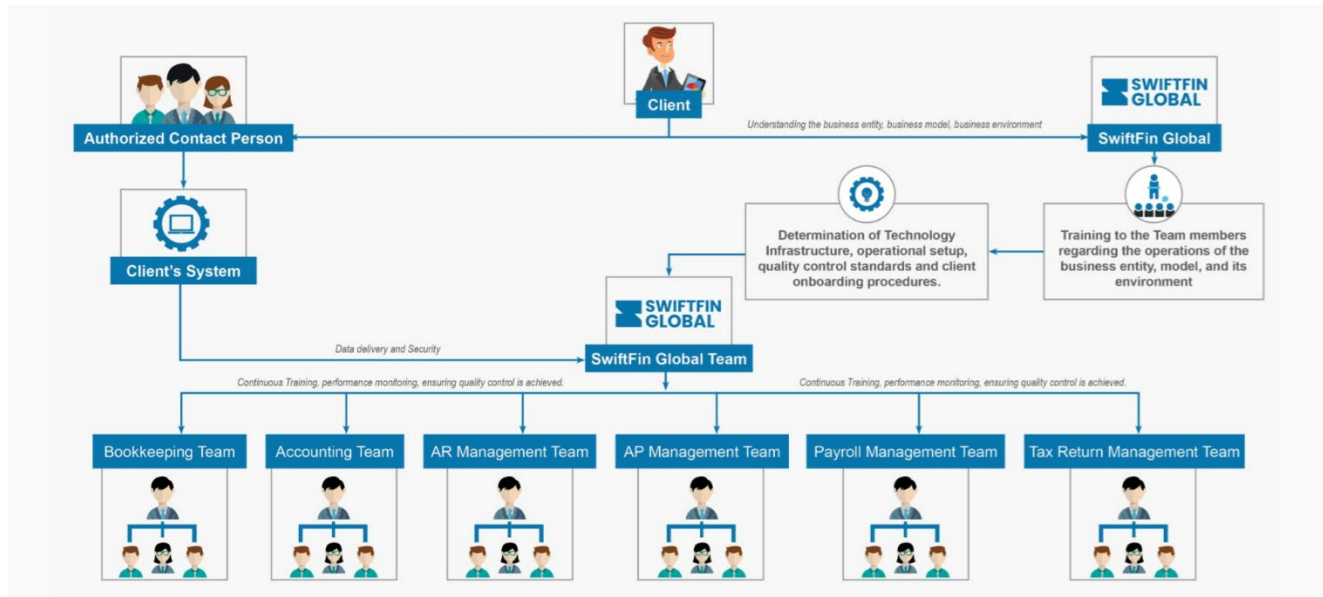 Client
SWIFTFIN
GLOBAL
Authorized Contact Person
Understanding the business entity, business model, business environment
SwiftFin Global
Client's System
Determination of Technology
Infrastructure, operational setup,
quality control standards and client
onboarding procedures.
Training to the Team members
regarding the operations of the
business entity, model, and its
environment
SWIFTFIN
GLOBAL
Data delivery and Security
SwiftFin Global Team
Continuous Training, performance monitoring, ensuring quality control is achieved.
Continuous Training, performance monitoring, ensuring quality control is achieved.
Bookkeeping Team
Accounting Team
AR Management Team
AP Management Team
Payroll Management Team
Tax Return Management Team